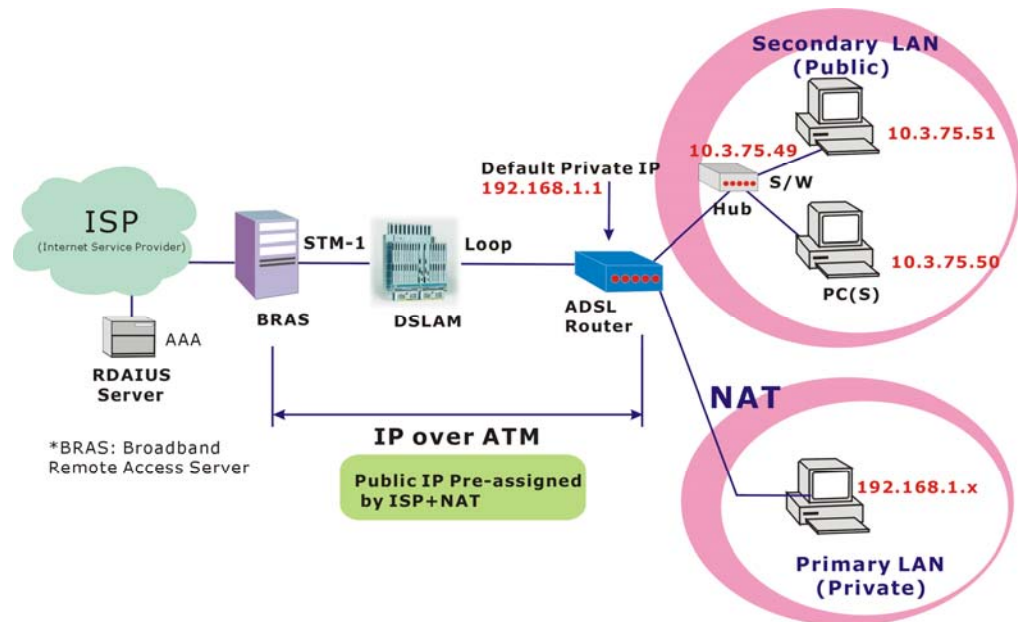 Secondary LAN
(Public)
10.3.75.51
10.3.75.49
S/W
Hub
10.3.75.50
PC(S)
Default Private IP
192.168.1.1
ISP
(Internet Service Provider)
STM-1
Loop
BRAS
DSLAM
ADSL
Router
AAA
RDAIUS
Server
NAT
*BRAS: Broadband
Remote Access Server
IP over ATM
Public IP Pre-assigned
by ISP+NAT
192.168.1.x
Primary LAN
(Private)